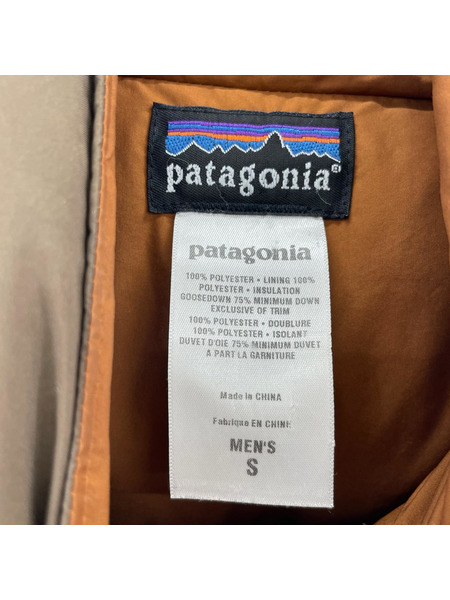 patagonia®
patagonia
100% POLYESTER • LINING 100%
POLYESTER • INSULATION
GOOSEDOWN 75% MINIMUM DOWN
EXCLUSIVE OF TRIM
100% POLYESTER • DOUBLURE
100% POLYESTER • ISOLANT
DUVET D'OIE 75% MINIMUM DUVET
A PART LA GARNITURE
Made in CHINA
Fabrique EN CHINE
MEN'S
S